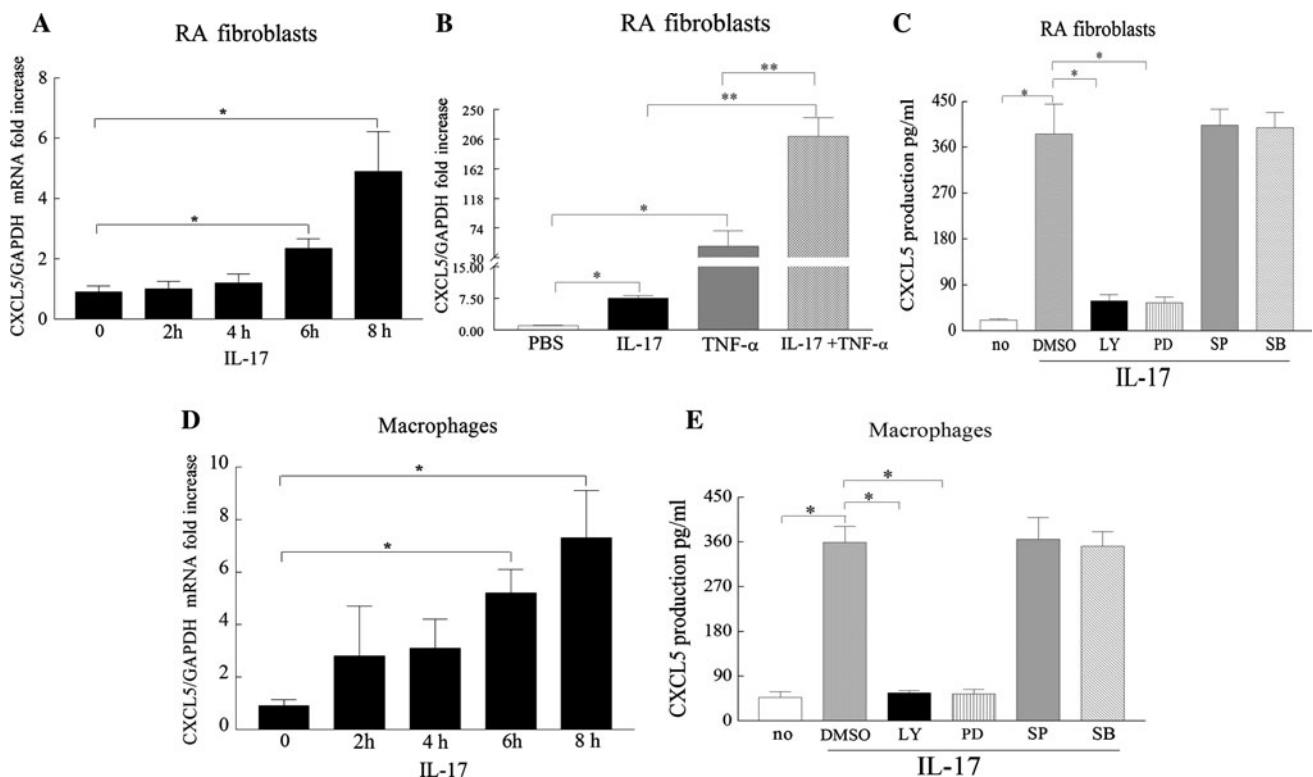 A
RA fibroblasts
CXCL5/GAPDH mRNA fold increase
8
6
4
2
0
*
*
0 2h 4 h 6h 8 h
IL-17
B
RA fibroblasts
CXCL5/GAPDH fold increase
250
206
162
118
74
30
15.00
7.50
0.00
**
**
*
*
PBS IL-17 TNF-α IL-17 +TNF-α
C
RA fibroblasts
CXCL5 production pg/ml
450
360
270
180
90
0
*
*
*
no DMSO LY PD SP SB
IL-17
D
Macrophages
CXCL5/GAPDH mRNA fold increase
10
8
6
4
2
0
*
*
0 2h 4 h 6h 8 h
IL-17
E
Macrophages
CXCL5 production pg/ml
450
360
270
180
90
0
*
*
*
no DMSO LY PD SP SB
IL-17